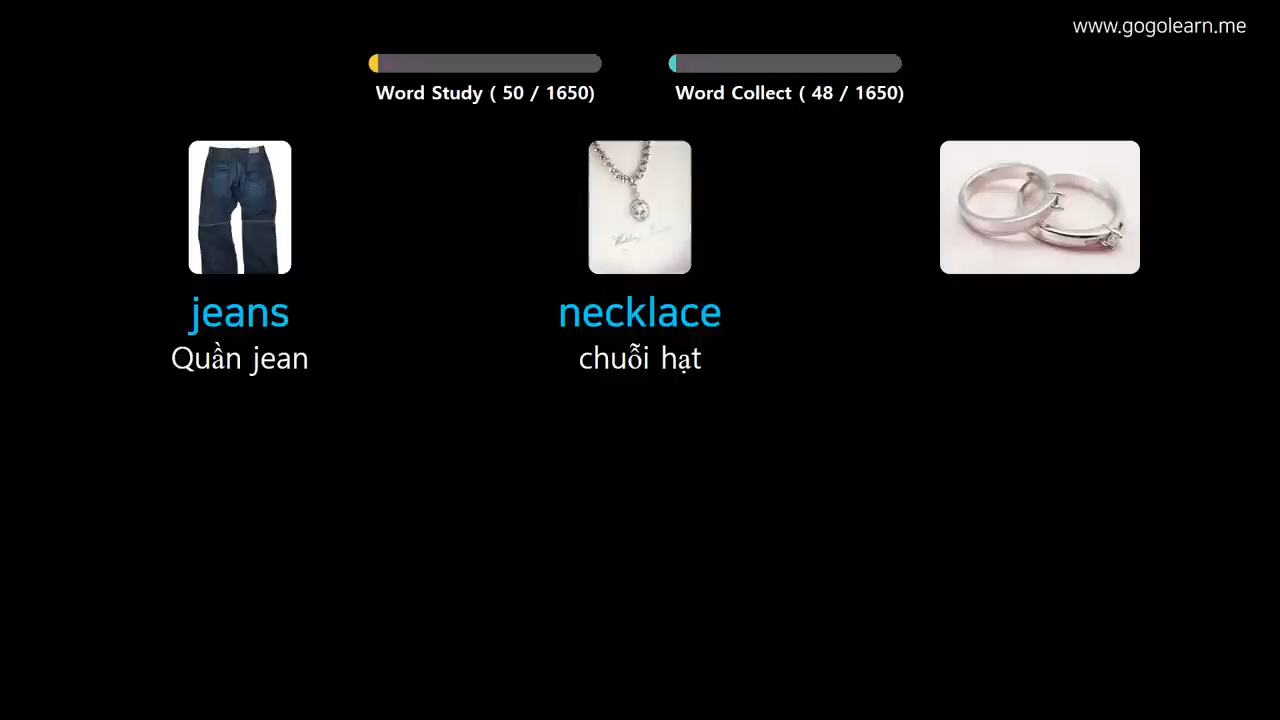 www.gogolearn.me
Word Study ( 50 / 1650)
Word Collect ( 48 / 1650)
jeans
Quần jean
necklace
chuỗi hạt